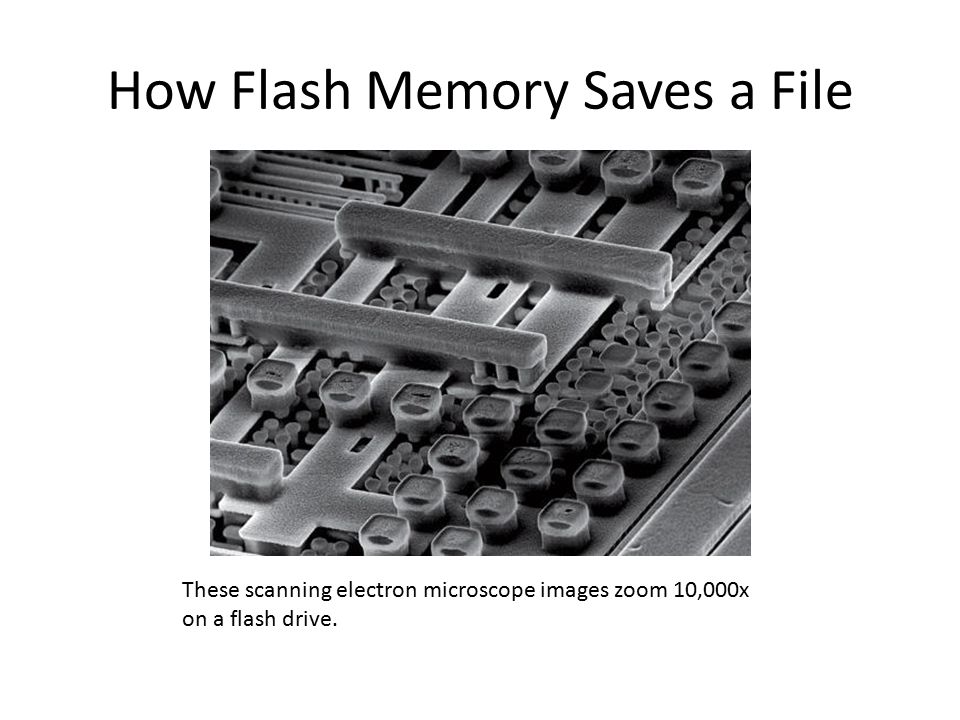 How Flash Memory Saves a File
These scanning electron microscope images zoom 10,000x
on a flash drive.